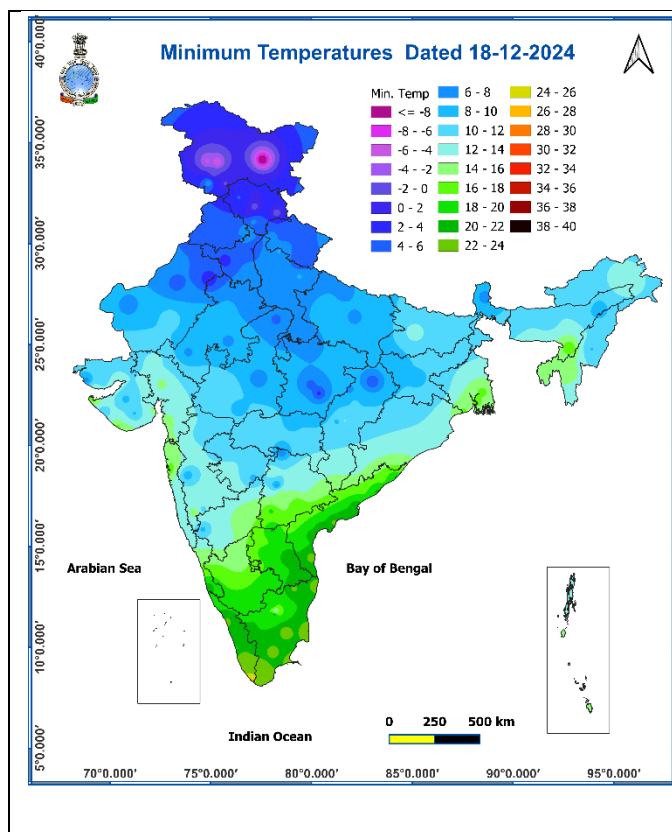 Minimum Temperatures Dated 18-12-2024
Min. Temp
<= -8
-8 - -6
-6 - -4
-4 - -2
-2 - 0
0 - 2
2 - 4
4 - 6
6 - 8
8 - 10
10 - 12
12 - 14
14 - 16
16 - 18
18 - 20
20 - 22
22 - 24
24 - 26
26 - 28
28 - 30
30 - 32
32 - 34
34 - 36
36 - 38
38 - 40
40°0.000'
35°0.000'
30°0.000'
25°0.000'
20°0.000'
15°0.000'
10°0.000'
5°0.000'
Arabian Sea
Bay of Bengal
Indian Ocean
0 250 500 km
70°0.000' 75°0.000' 80°0.000' 85°0.000' 90°0.000' 95°0.000'